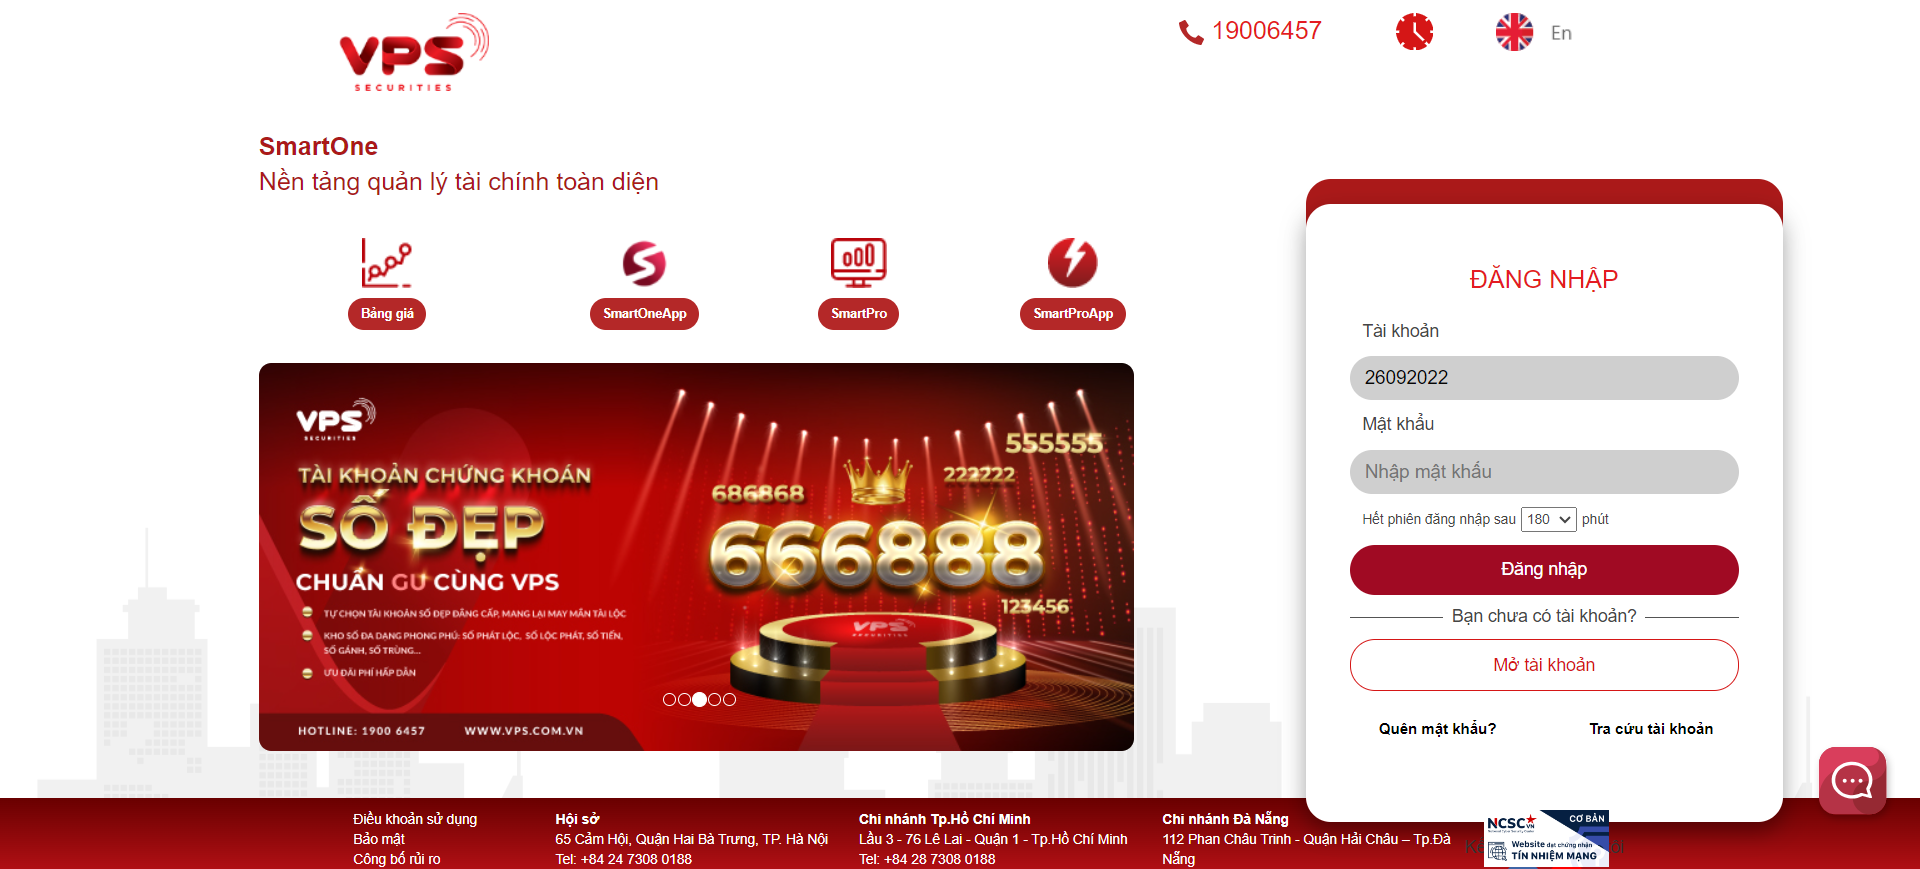 VPS
SECURITIES
19006457
En
SmartOne
Nền tảng quản lý tài chính toàn diện
Bảng giá
SmartOneApp
SmartPro
SmartProApp
VPS
SECURITIES
TÀI KHOẢN CHỨNG KHOÁN
SỐ ĐẸP
CHUẨN GU CÙNG VPS
TỰ CHỌN TÀI KHOẢN SỐ ĐẸP ĐẲNG CẤP, MANG LẠI MAY MẮN TÀI LỘC
KHO SỐ ĐA DẠNG PHONG PHÚ: SỐ PHÁT LỘC, SỐ LỘC PHÁT, SỐ TIẾN,
SỐ GÁNH, SỐ TRÙNG...
ƯU ĐÃI PHÍ HẤP DẪN
HOTLINE: 1900 6457
WWW.VPS.COM.VN
555555
222222
686868
666888
123456
VPS
SECURITIES
ĐĂNG NHẬP
Tài khoản
26092022
Mật khẩu
Nhập mật khẩu
Hết phiên đăng nhập sau 180 phút
Đăng nhập
Bạn chưa có tài khoản?
Mở tài khoản
Quên mật khẩu?
Tra cứu tài khoản
Điều khoản sử dụng
Bảo mật
Công bố rủi ro
Hội sở
65 Cảm Hội, Quận Hai Bà Trưng, TP. Hà Nội
Tel: +84 24 7308 0188
Chi nhánh Tp.Hồ Chí Minh
Lầu 3 - 76 Lê Lai - Quận 1 - Tp.Hồ Chí Minh
Tel: +84 28 7308 0188
Chi nhánh Đà Nẵng
112 Phan Châu Trinh - Quận Hải Châu – Tp.Đà
Nẵng
NCSC
VN
CƠ BẢN
Website đạt chứng nhận
TÍN NHIỆM MẠNG